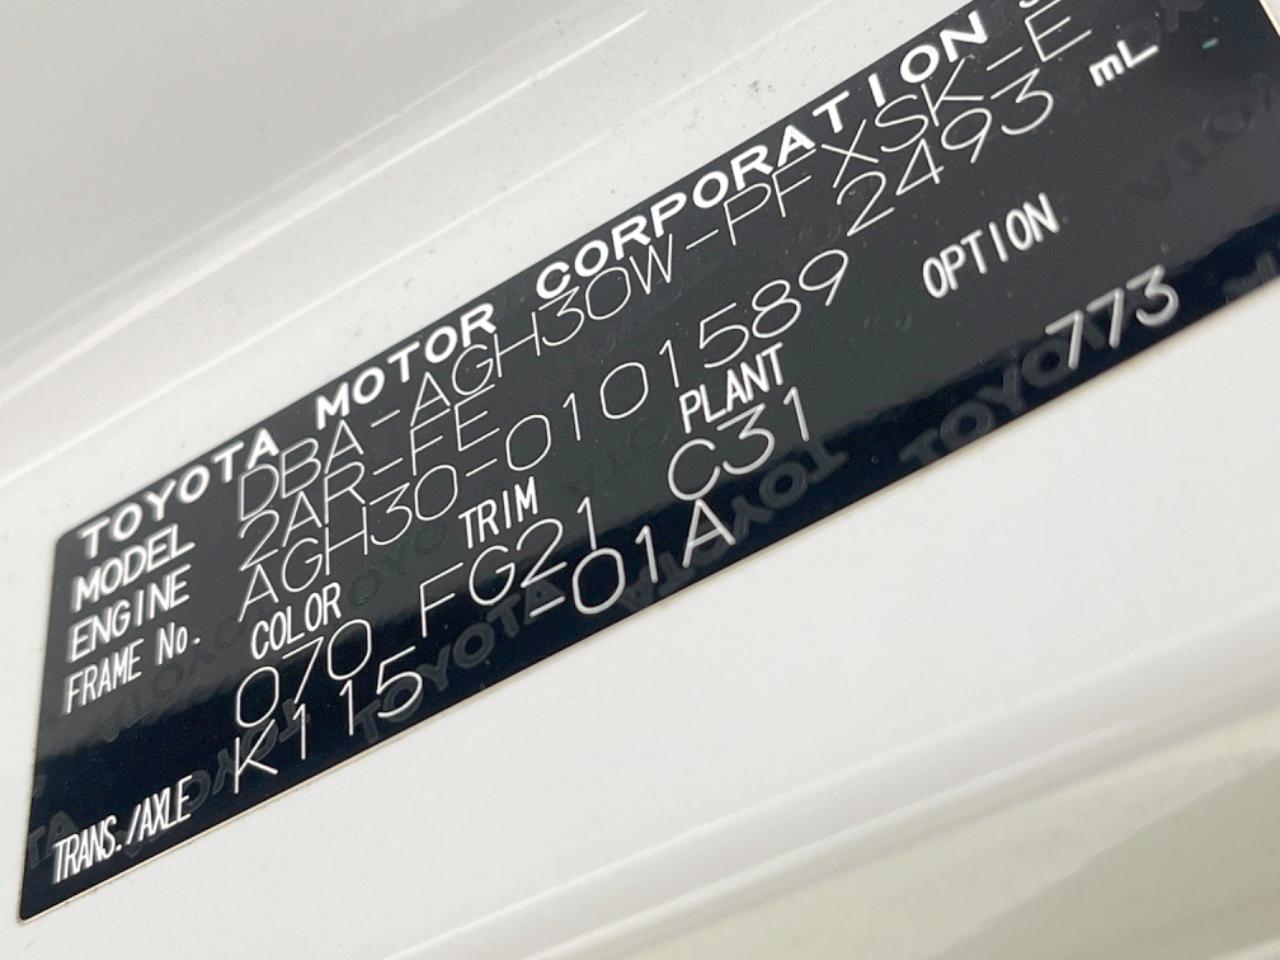 TOYOTA MOTOR CORPORATION
MODEL DBA-AGH30W-PFXSK-E
ENGINE 2AR-FE 2493 mL
FRAME No. AGH30-0101589
COLOR TRIM PLANT OPTION
070 FG21 C31 773
TRANS./AXLE K115 -01A